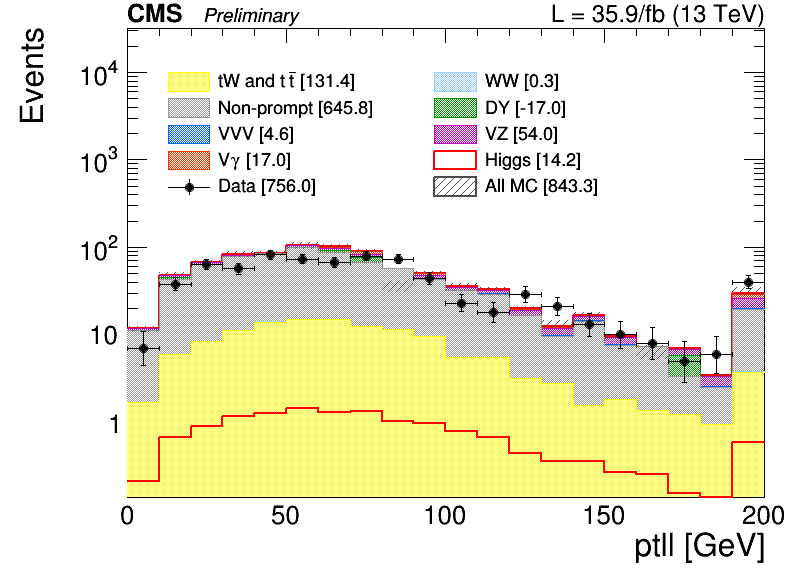 CMS Preliminary L = 35.9/fb (13 TeV)
Events
10⁴
10³
10²
10
1
tW and tt̄ [131.4] WW [0.3]
Non-prompt [645.8] DY [-17.0]
VVV [4.6] VZ [54.0]
Vγ [17.0] Higgs [14.2]
Data [756.0] All MC [843.3]
0 50 100 150 200
ptll [GeV]